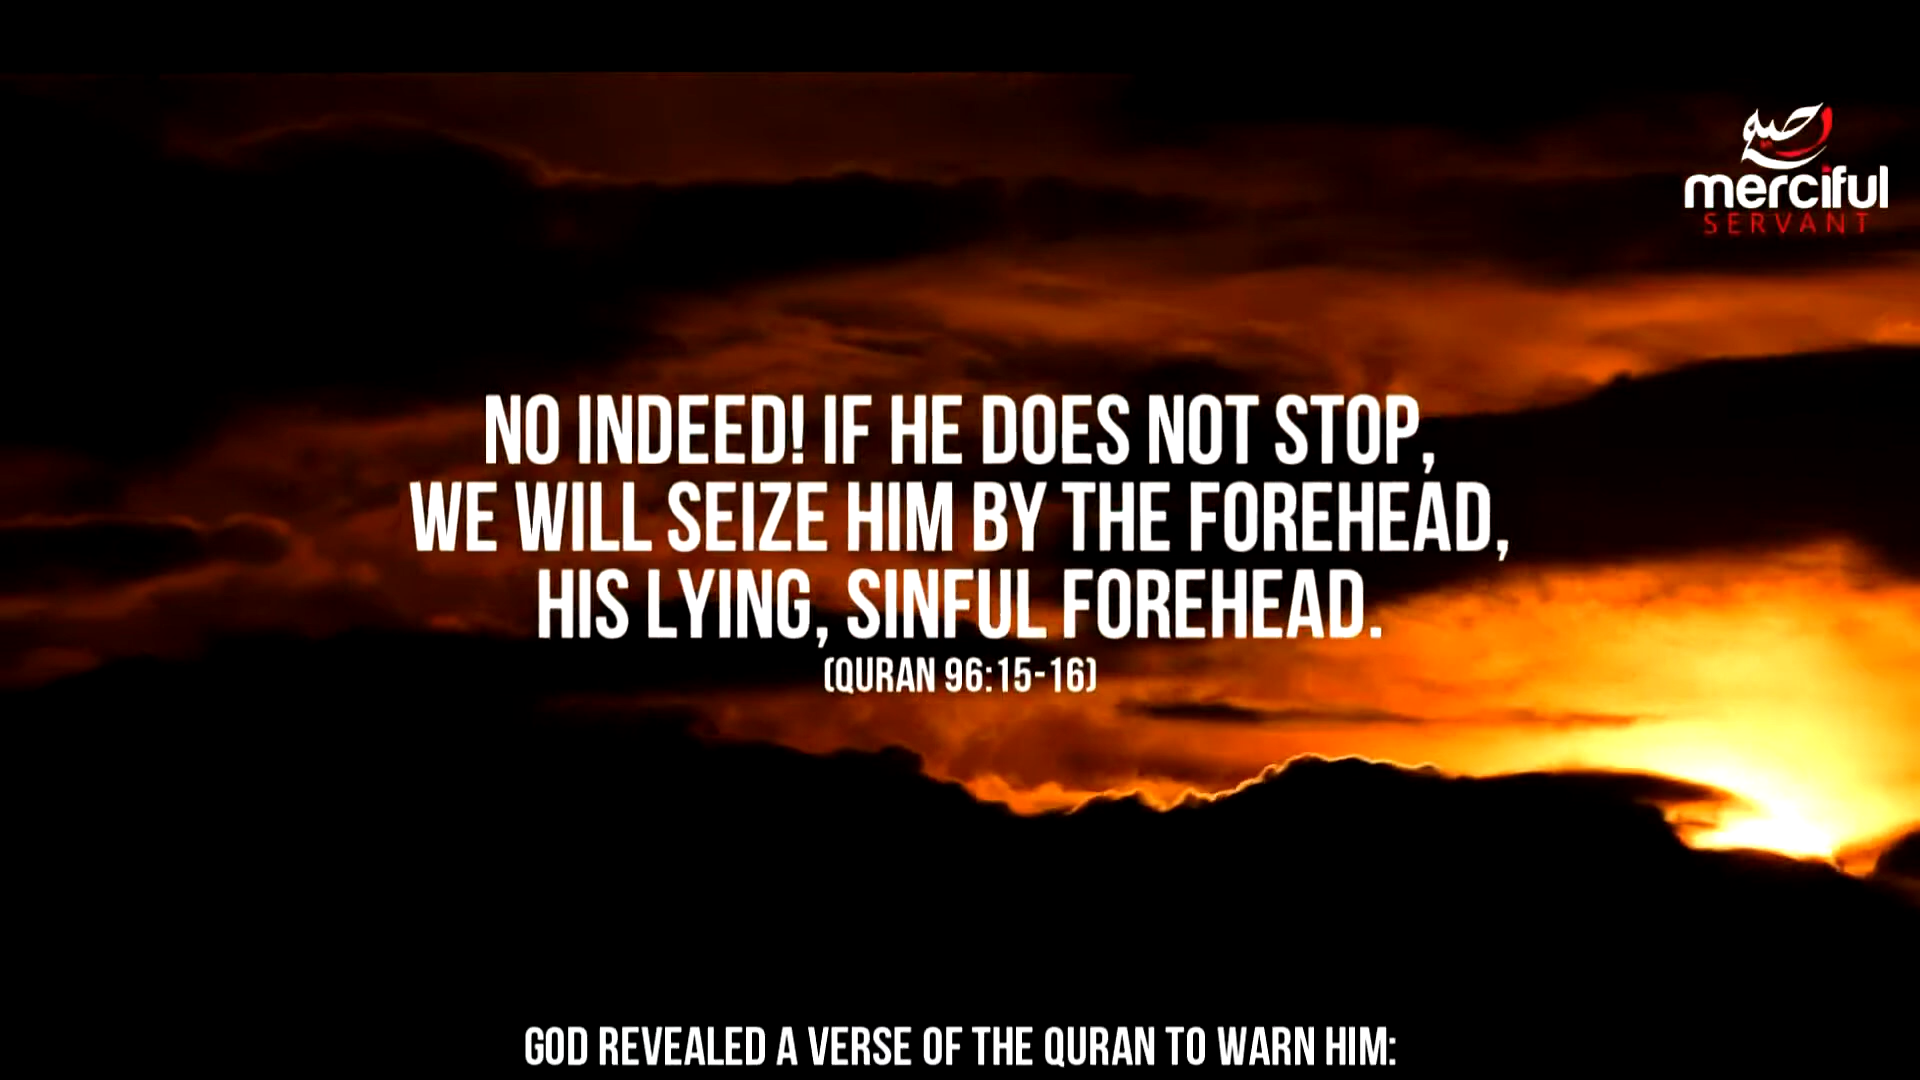 رحيم
merciful
SERVANT
NO INDEED! IF HE DOES NOT STOP,
WE WILL SEIZE HIM BY THE FOREHEAD,
HIS LYING, SINFUL FOREHEAD.
(QURAN 96:15-16)
GOD REVEALED A VERSE OF THE QURAN TO WARN HIM: